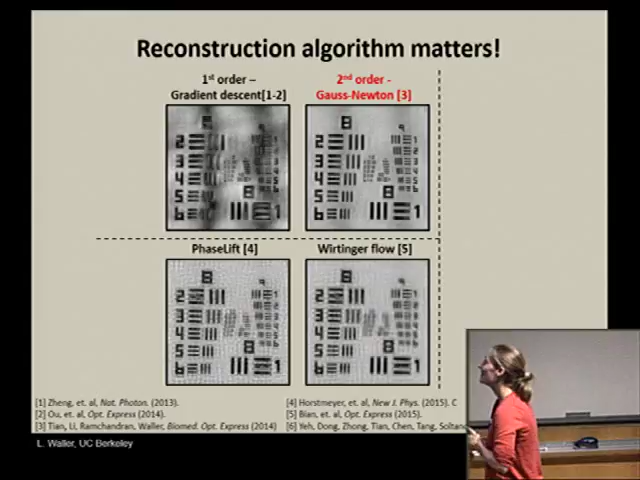 Reconstruction algorithm matters!
1st order –
Gradient descent[1-2]
2nd order -
Gauss-Newton [3]
PhaseLift [4]
Wirtinger flow [5]
[1] Zheng, et. al, Nat. Photon. (2013).
[2] Ou, et. al, Opt. Express (2014).
[3] Tian, Li, Ramchandran, Waller, Biomed. Opt. Express (2014)
[4] Horstmeyer, et. al, New J. Phys. (2015). C
[5] Bian, et. al, Opt. Express (2015).
[6] Yeh, Dong, Zhong, Tian, Chen, Tang, Soltano
L. Waller, UC Berkeley